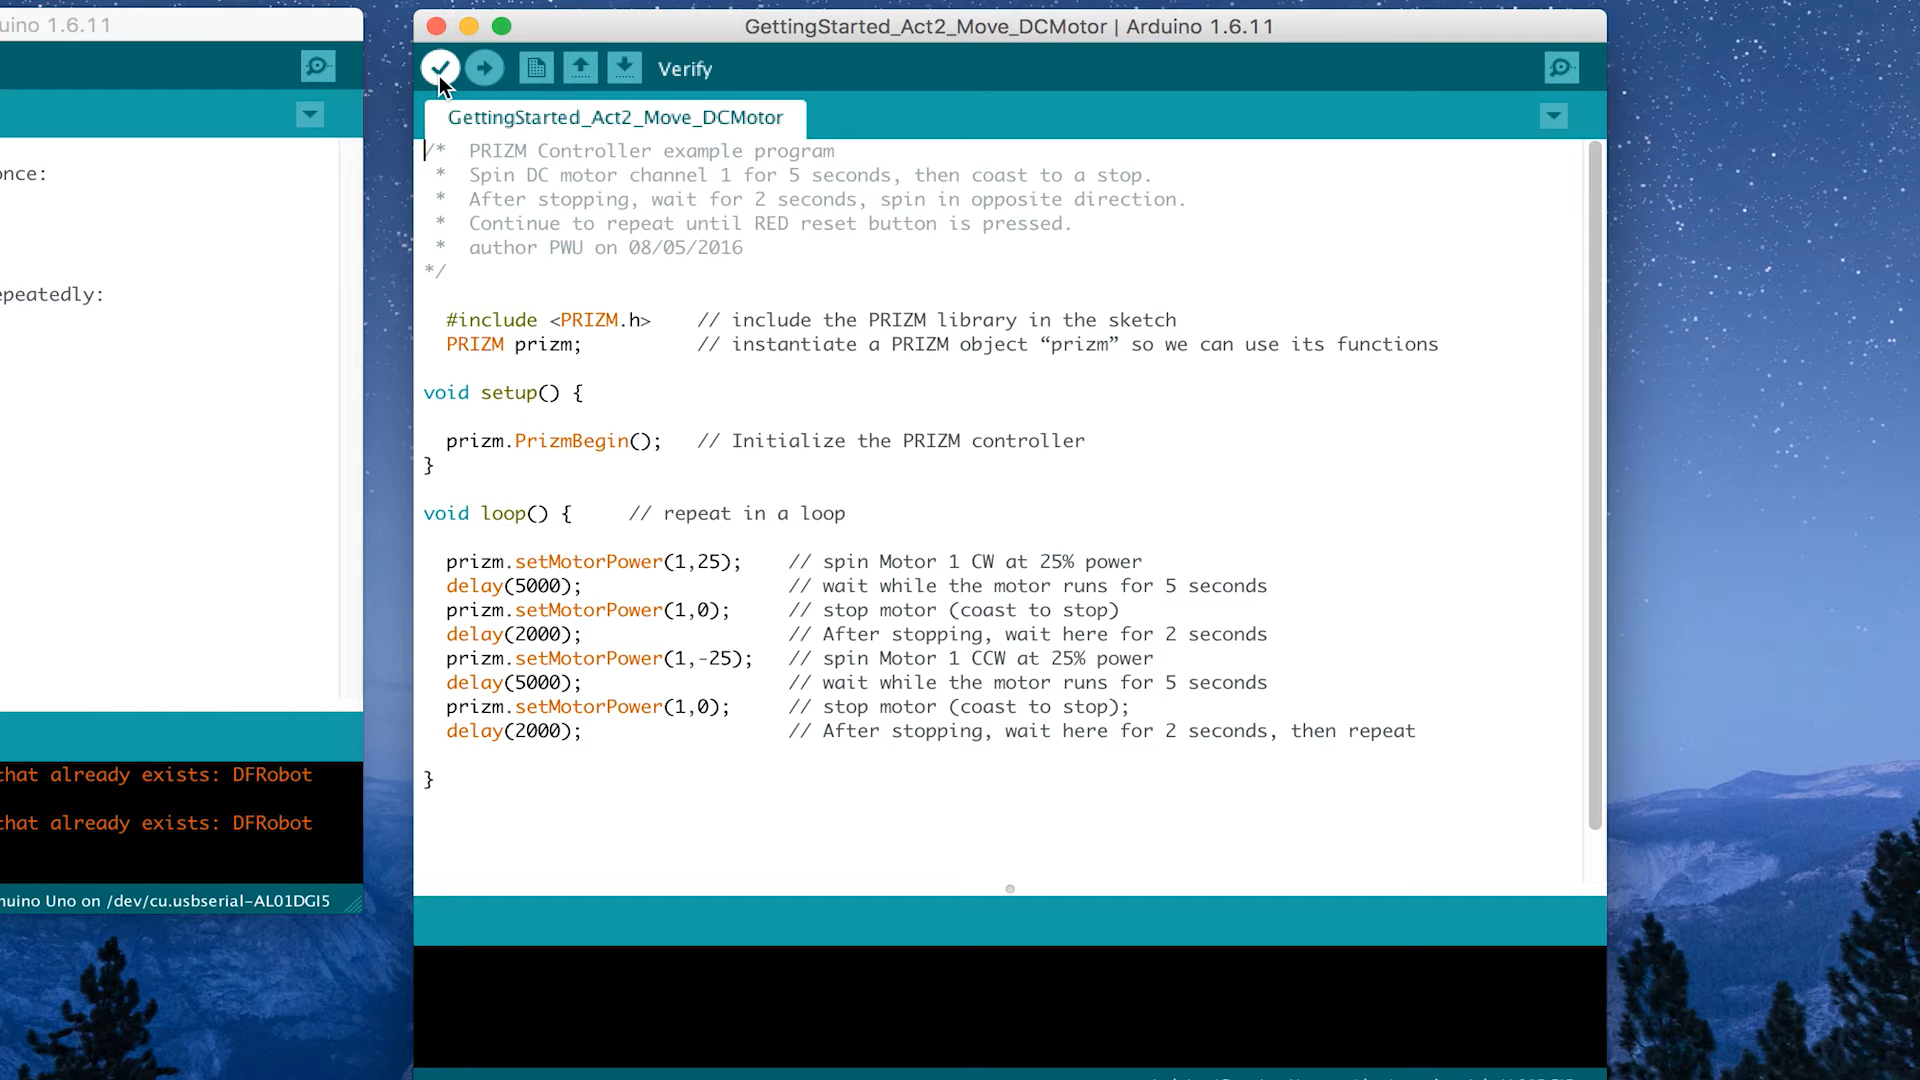 uino 1.6.11
once:
epeatedly:
that already exists: DFRobot
that already exists: DFRobot
nuino Uno on /dev/cu.usbserial-AL01DGI5
GettingStarted_Act2_Move_DCMotor | Arduino 1.6.11
Verify
GettingStarted_Act2_Move_DCMotor
/*  PRIZM Controller example program
 *  Spin DC motor channel 1 for 5 seconds, then coast to a stop.
 *  After stopping, wait for 2 seconds, spin in opposite direction.
 *  Continue to repeat until RED reset button is pressed.
 *  author PWU on 08/05/2016
*/
  #include <PRIZM.h>    // include the PRIZM library in the sketch
  PRIZM prizm;          // instantiate a PRIZM object “prizm” so we can use its functions
void setup() {
  prizm.PrizmBegin();   // Initialize the PRIZM controller
}
void loop() {     // repeat in a loop
  prizm.setMotorPower(1,25);    // spin Motor 1 CW at 25% power
  delay(5000);                  // wait while the motor runs for 5 seconds
  prizm.setMotorPower(1,0);     // stop motor (coast to stop)
  delay(2000);                  // After stopping, wait here for 2 seconds
  prizm.setMotorPower(1,-25);   // spin Motor 1 CCW at 25% power
  delay(5000);                  // wait while the motor runs for 5 seconds
  prizm.setMotorPower(1,0);     // stop motor (coast to stop);
  delay(2000);                  // After stopping, wait here for 2 seconds, then repeat
}